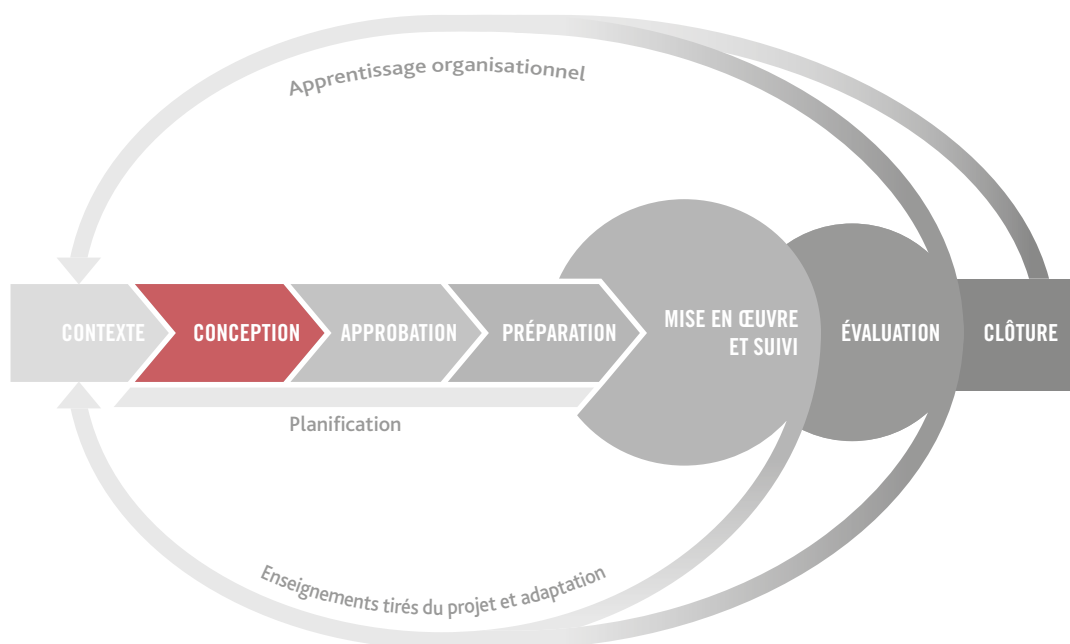 Apprentissage organisationnel
CONTEXTE
CONCEPTION
APPROBATION
PRÉPARATION
MISE EN ŒUVRE
ET SUIVI
ÉVALUATION
CLÔTURE
Planification
Enseignements tirés du projet et adaptation